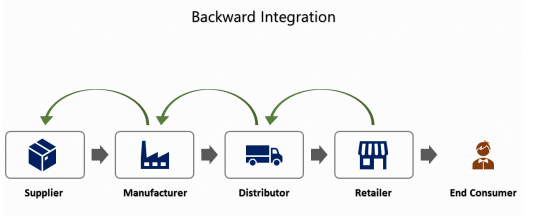 Backward Integration
Supplier
Manufacturer
Distributor
Retailer
End Consumer